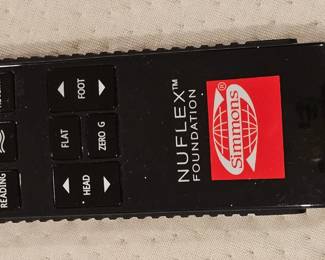 READING
HEAD
FLAT
ZERO G
FOOT
NUFLEX™
FOUNDATION
Simmons®